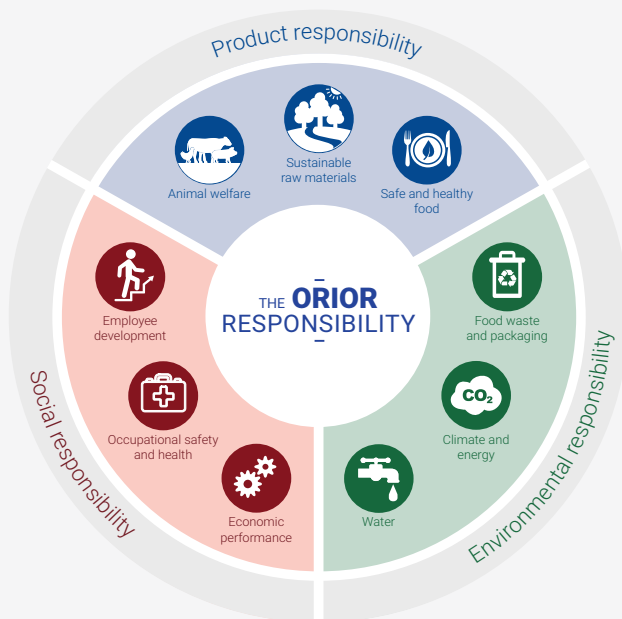 Product responsibility
Animal welfare
Sustainable
raw materials
Safe and healthy
food
THE ORIOR
RESPONSIBILITY
Employee
development
Occupational safety
and health
Economic
performance
Social responsibility
Food waste
and packaging
CO₂
Climate and
energy
Water
Environmental responsibility